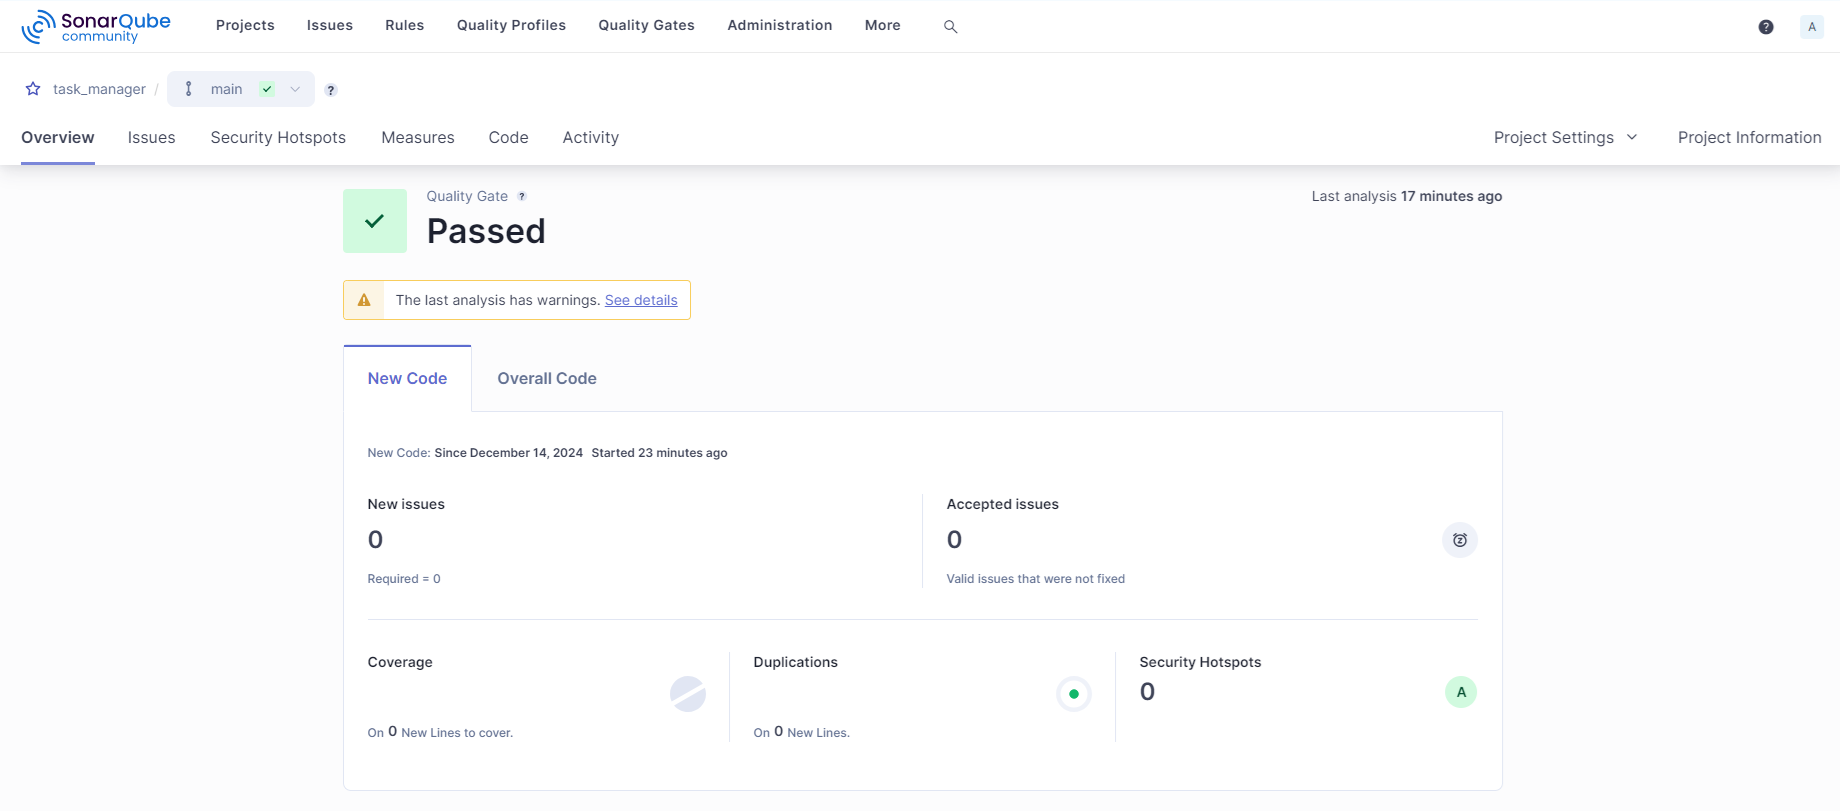 SonarQube community Projects Issues Rules Quality Profiles Quality Gates Administration More ? A
task_manager / main ?
Overview Issues Security Hotspots Measures Code Activity Project Settings Project Information
Quality Gate ? Last analysis 17 minutes ago
Passed
The last analysis has warnings. See details
New Code Overall Code
New Code: Since December 14, 2024 Started 23 minutes ago
New issues Accepted issues
0 0
Required = 0 Valid issues that were not fixed
Coverage Duplications Security Hotspots
0 A
On 0 New Lines to cover. On 0 New Lines.